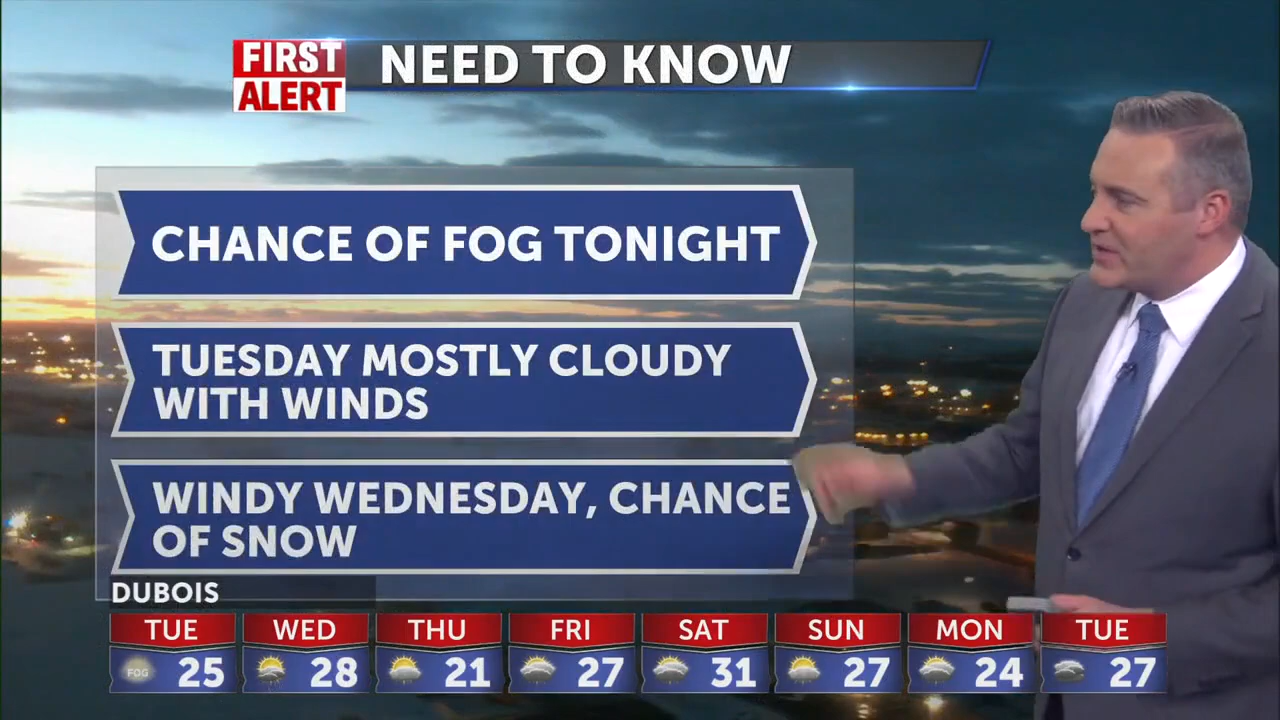 FIRST
ALERT
NEED TO KNOW
CHANCE OF FOG TONIGHT
TUESDAY MOSTLY CLOUDY
WITH WINDS
WINDY WEDNESDAY, CHANCE
OF SNOW
DUBOIS
TUE WED THU FRI SAT SUN MON TUE
FOG 25 28 21 27 31 27 24 27